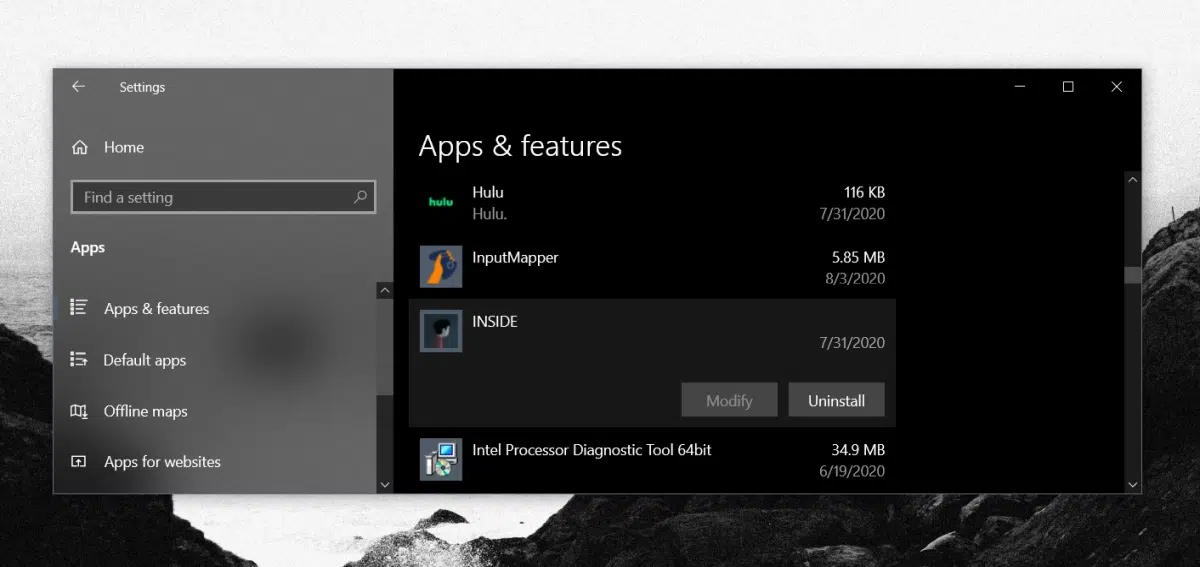 Settings
Home
Find a setting
Apps
Apps & features
Default apps
Offline maps
Apps for websites
Apps & features
hulu
Hulu 116 KB
Hulu. 7/31/2020
InputMapper 5.85 MB
8/3/2020
INSIDE
7/31/2020
Modify Uninstall
Intel Processor Diagnostic Tool 64bit 34.9 MB
6/19/2020